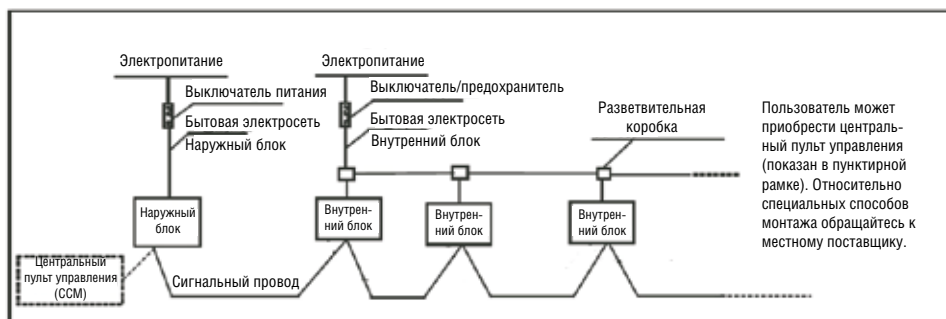 Электропитание
Выключатель питания
Бытовая электросеть
Наружный блок
Электропитание
Выключатель/предохранитель
Бытовая электросеть
Внутренний блок
Разветвительная
коробка
Пользователь может
приобрести централь-
ный пульт управления
(показан в пунктирной
рамке). Относительно
специальных способов
монтажа обращайтесь к
местному поставщику.
Наружный
блок
Внутрен-
ний блок
Внутрен-
ний блок
Внутрен-
ний блок
Центральный
пульт управления
(CCM)
Сигнальный провод